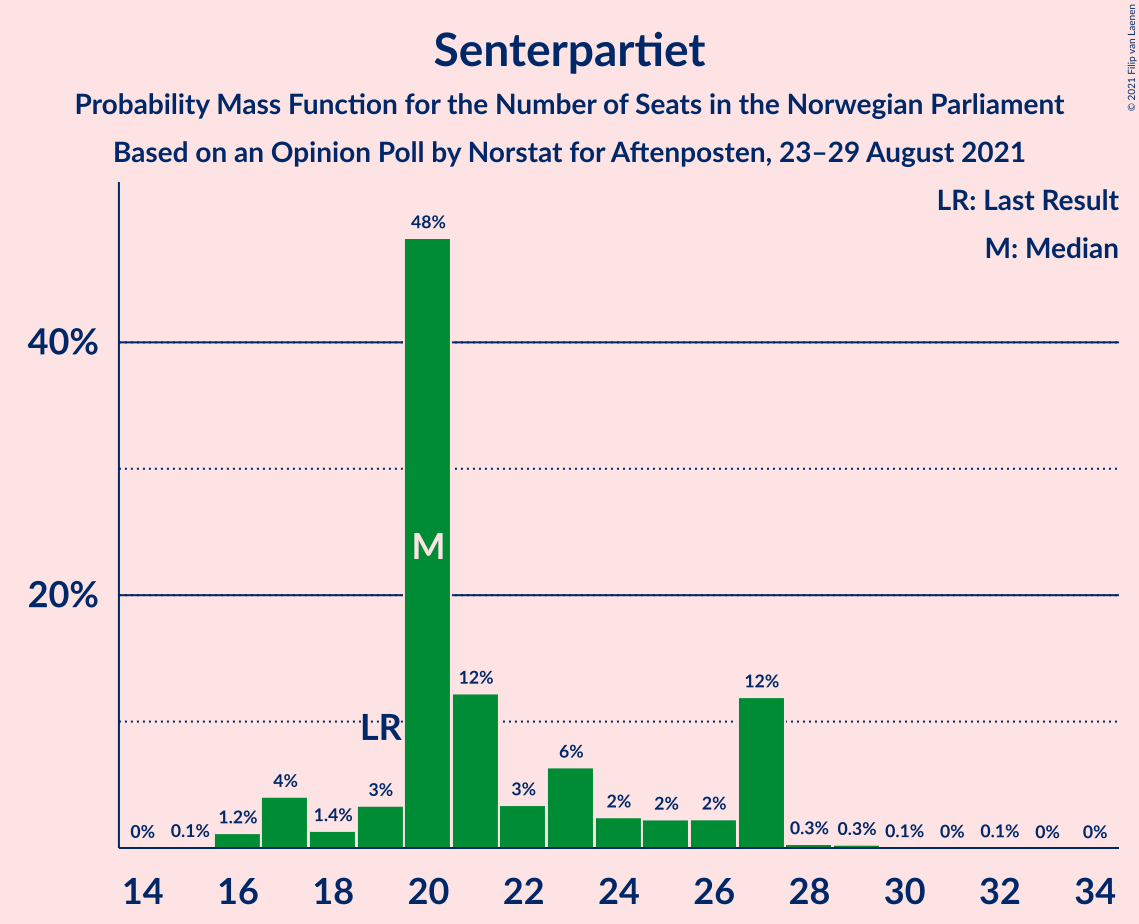 Senterpartiet
Probability Mass Function for the Number of Seats in the Norwegian Parliament
Based on an Opinion Poll by Norstat for Aftenposten, 23–29 August 2021
© 2021 Filip van Laenen
LR: Last Result
M: Median
40%
20%
0%
0.1%
1.2%
4%
1.4%
3%
LR
48%
M
12%
3%
6%
2%
2%
2%
12%
0.3%
0.3%
0.1%
0%
0.1%
0%
0%
14 16 18 20 22 24 26 28 30 32 34